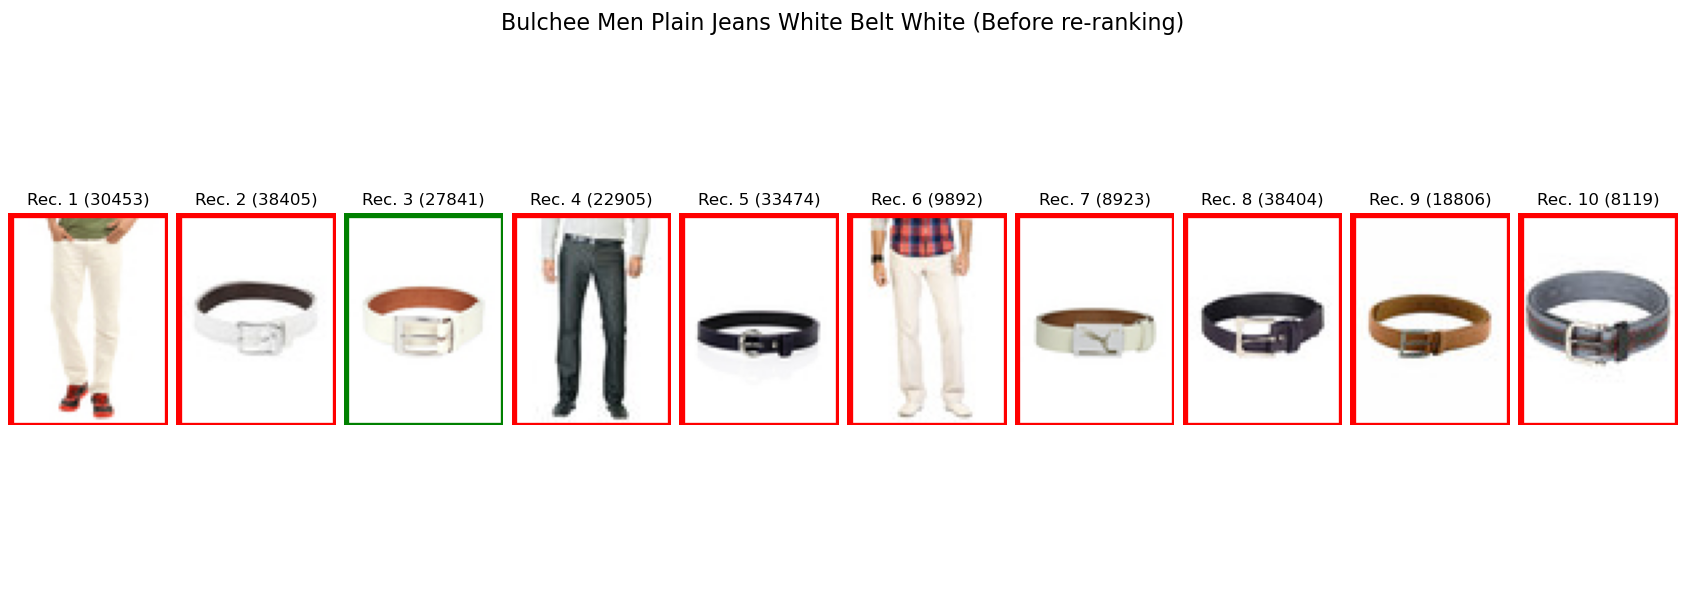 Bulchee Men Plain Jeans White Belt White (Before re-ranking)
Rec. 1 (30453)
Rec. 2 (38405)
Rec. 3 (27841)
Rec. 4 (22905)
Rec. 5 (33474)
Rec. 6 (9892)
Rec. 7 (8923)
Rec. 8 (38404)
Rec. 9 (18806)
Rec. 10 (8119)